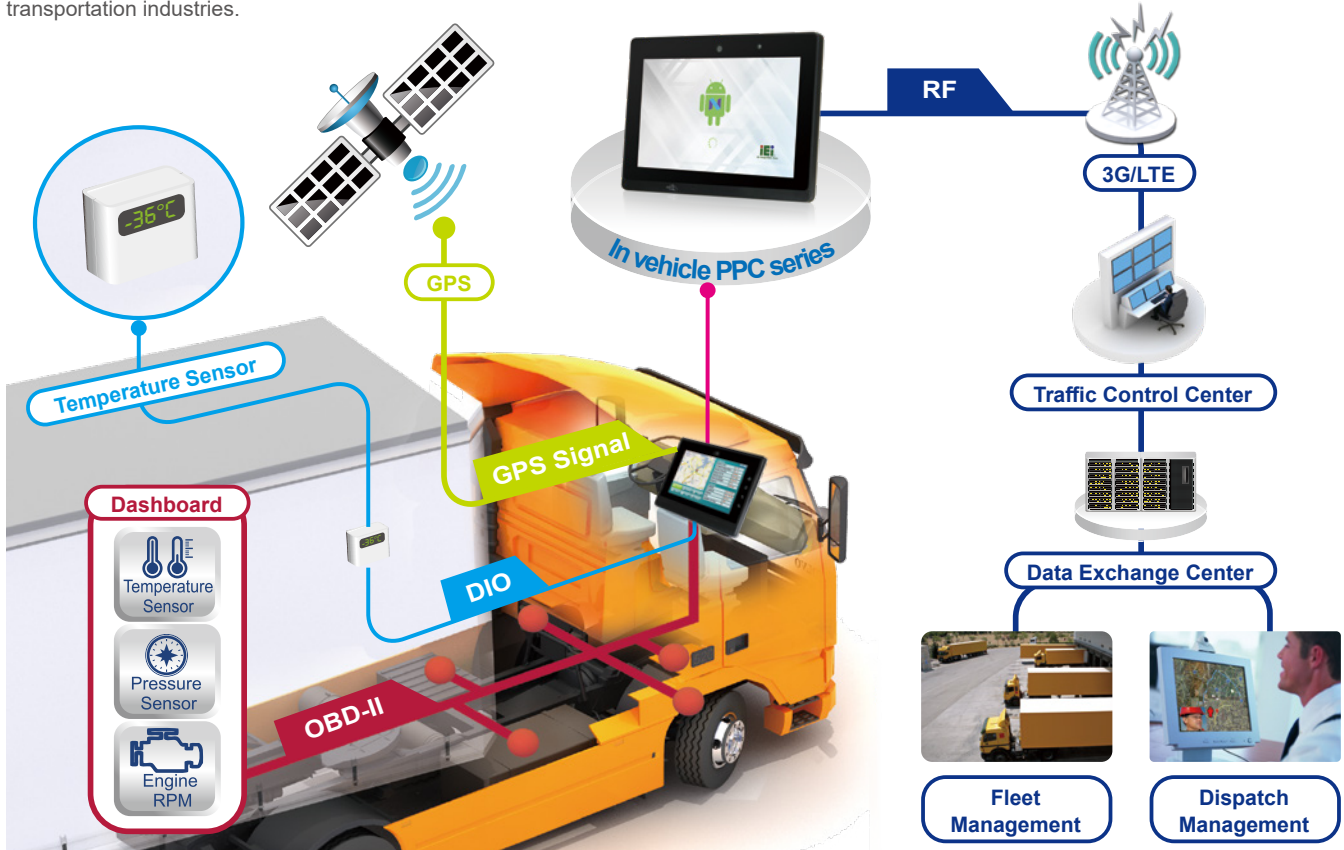 transportation industries.
RF
3G/LTE
-36°C
iEi
In vehicle PPC series
GPS
Temperature Sensor
Traffic Control Center
GPS Signal
Dashboard
Temperature
Sensor
-36°C
DIO
Data Exchange Center
Pressure
Sensor
OBD-II
Engine
RPM
Fleet
Management
Dispatch
Management